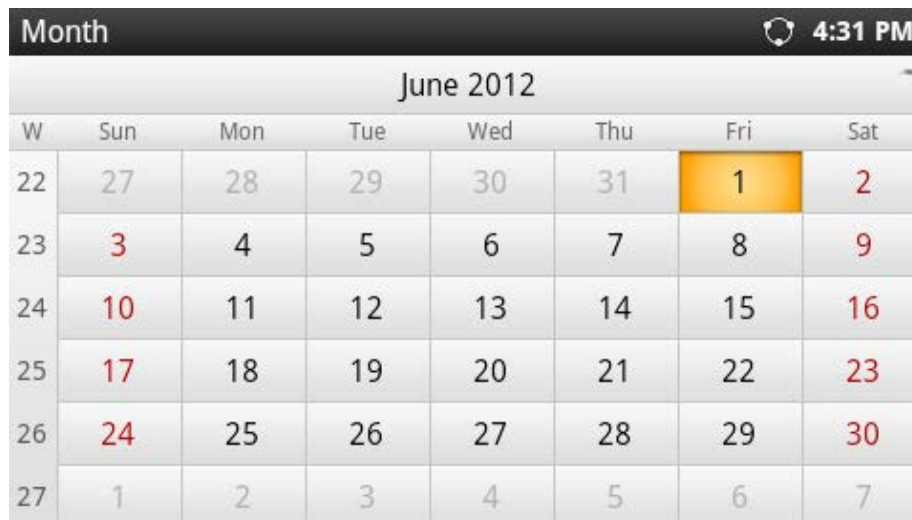 Month 4:31 PM
June 2012
W Sun Mon Tue Wed Thu Fri Sat
22 27 28 29 30 31 1 2
23 3 4 5 6 7 8 9
24 10 11 12 13 14 15 16
25 17 18 19 20 21 22 23
26 24 25 26 27 28 29 30
27 1 2 3 4 5 6 7